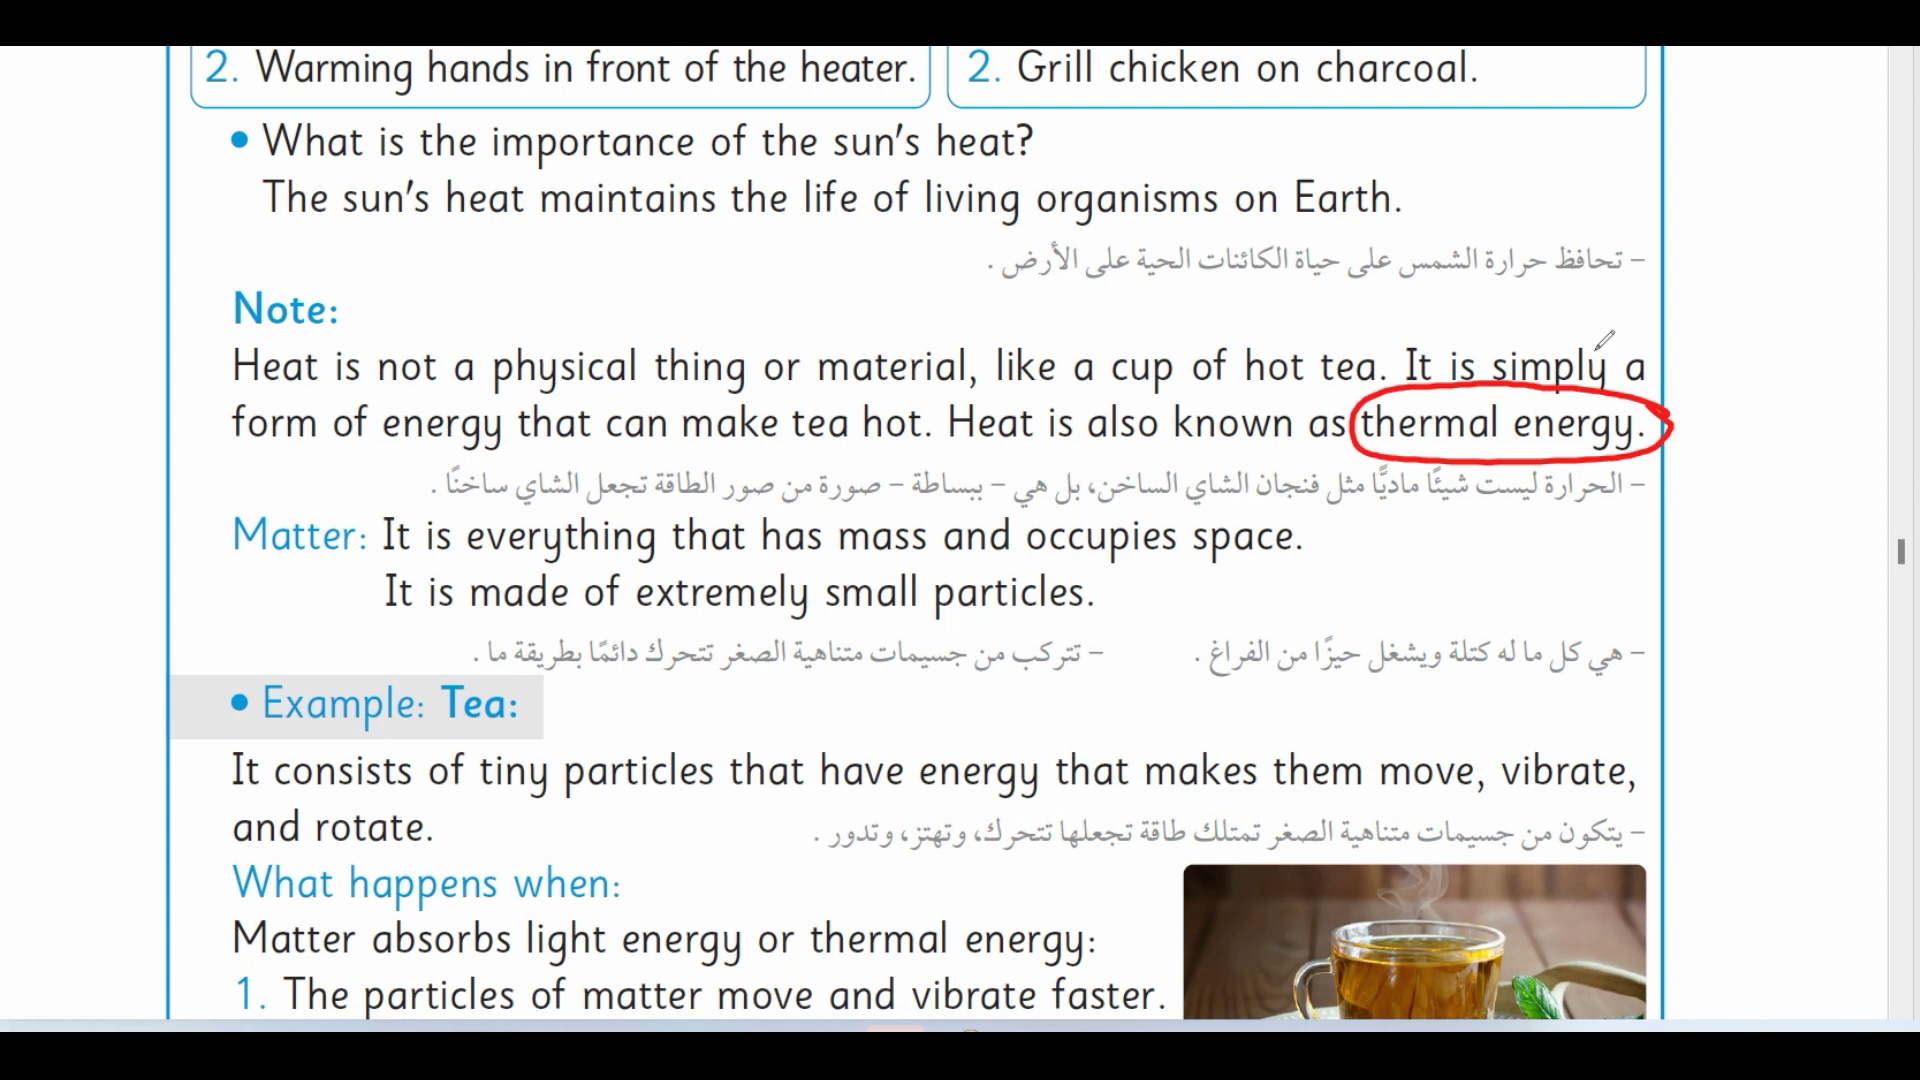 2. Warming hands in front of the heater.
2. Grill chicken on charcoal.
• What is the importance of the sun's heat?
The sun's heat maintains the life of living organisms on Earth.
– تحافظ حرارة الشمس على حياة الكائنات الحية على الأرض .
Note:
Heat is not a physical thing or material, like a cup of hot tea. It is simply a
form of energy that can make tea hot. Heat is also known as thermal energy.
– الحرارة ليست شيئًا ماديًّا مثل فنجان الشاي الساخن، بل هي – ببساطة – صورة من صور الطاقة تجعل الشاي ساخنًا .
Matter: It is everything that has mass and occupies space.
It is made of extremely small particles.
– هي كل ما له كتلة ويشغل حيزًا من الفراغ .
– تتركب من جسيمات متناهية الصغر تتحرك دائمًا بطريقة ما .
• Example: Tea:
It consists of tiny particles that have energy that makes them move, vibrate,
and rotate.
– يتكون من جسيمات متناهية الصغر تمتلك طاقة تجعلها تتحرك، وتهتز، وتدور .
What happens when:
Matter absorbs light energy or thermal energy:
1. The particles of matter move and vibrate faster.